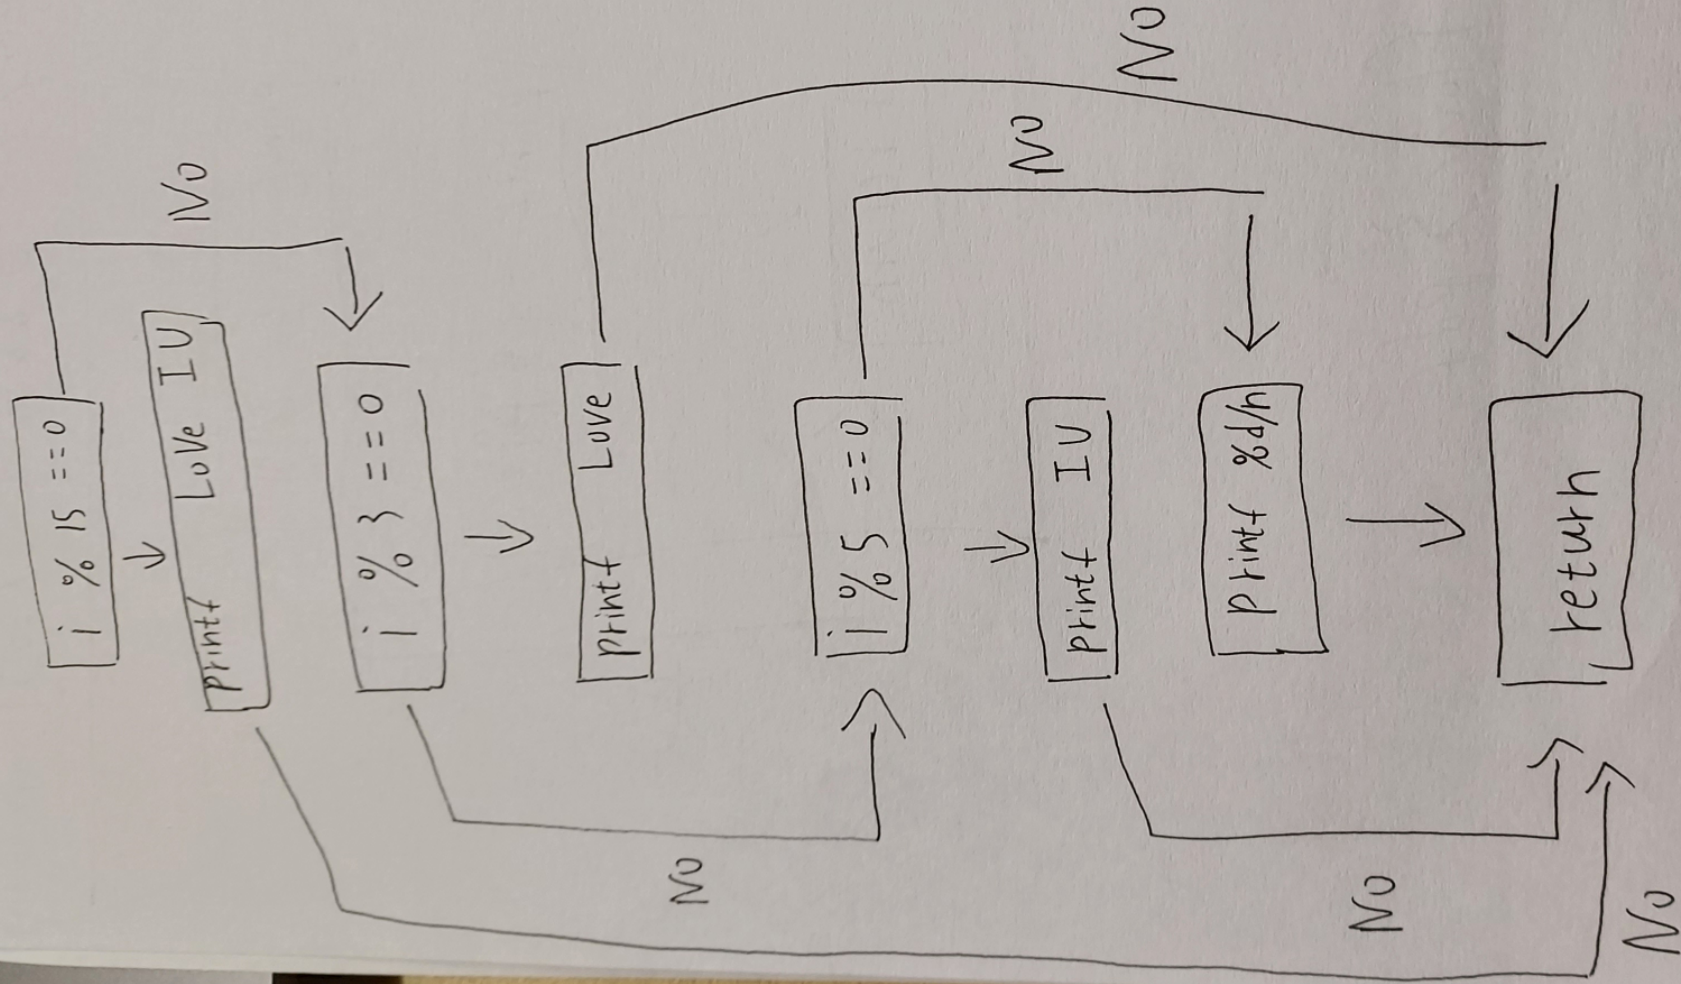 i % 15 == 0
No
printf Love IU
i % 3 == 0
printf Love
No
No
i % 5 == 0
No
printf IU
printf %d/n
No
return
No